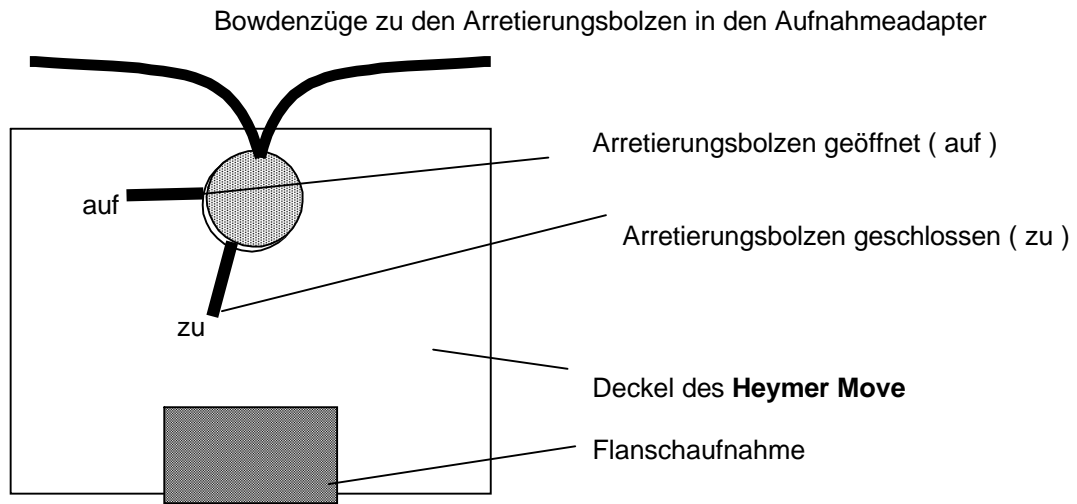 Bowdenzüge zu den Arretierungsbolzen in den Aufnahmeadapter
Arretierungsbolzen geöffnet ( auf )
auf
Arretierungsbolzen geschlossen ( zu )
zu
Deckel des Heymer Move
Flanschaufnahme